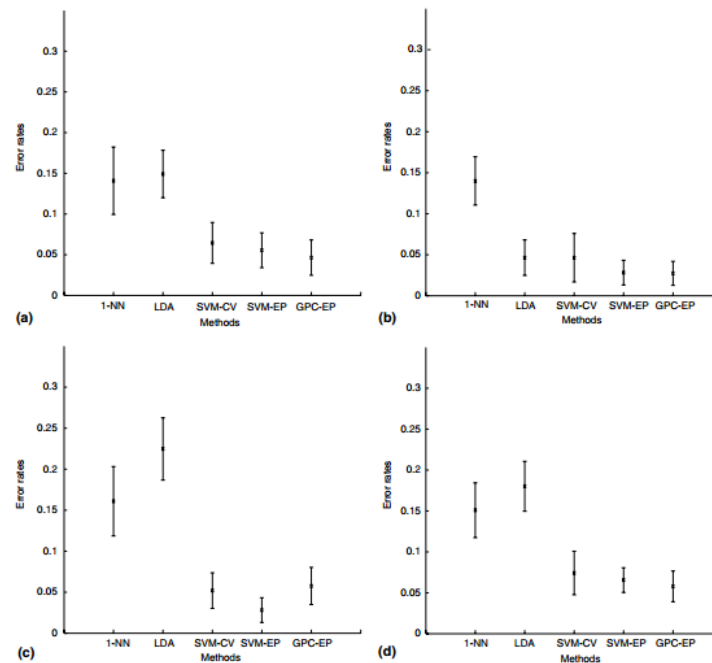 0.3
0.25
0.2
0.15
0.1
0.05
0
Error rates
1-NN LDA SVM-CV SVM-EP GPC-EP
Methods
(a)
0.3
0.25
0.2
0.15
0.1
0.05
0
Error rates
1-NN LDA SVM-CV SVM-EP GPC-EP
Methods
(b)
0.3
0.25
0.2
0.15
0.1
0.05
0
Error rates
1-NN LDA SVM-CV SVM-EP GPC-EP
Methods
(c)
0.3
0.25
0.2
0.15
0.1
0.05
0
Error rates
1-NN LDA SVM-CV SVM-EP GPC-EP
Methods
(d)